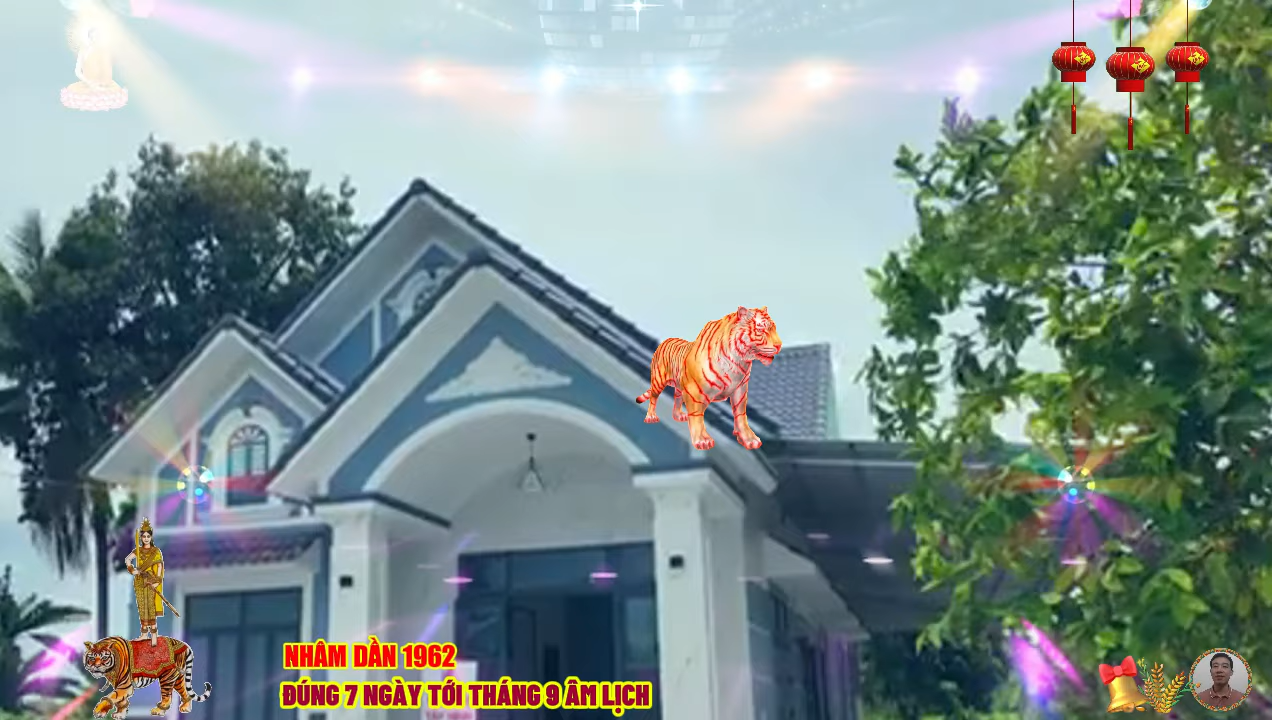 NHÂM DẦN 1962
ĐÚNG 7 NGÀY TỚI THÁNG 9 ÂM LỊCH